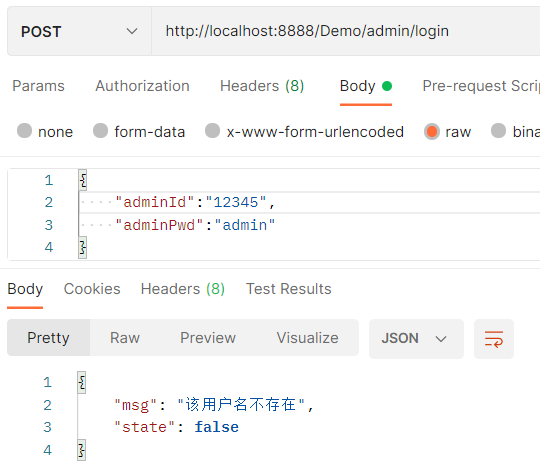 POST http://localhost:8888/Demo/admin/login
Params Authorization Headers (8) Body Pre-request Scri
none form-data x-www-form-urlencoded raw bina
1 {
2 "adminId":"12345",
3 "adminPwd":"admin"
4 }
Body Cookies Headers (8) Test Results
Pretty Raw Preview Visualize JSON
1 {
2 "msg": "该用户名不存在",
3 "state": false
4 }